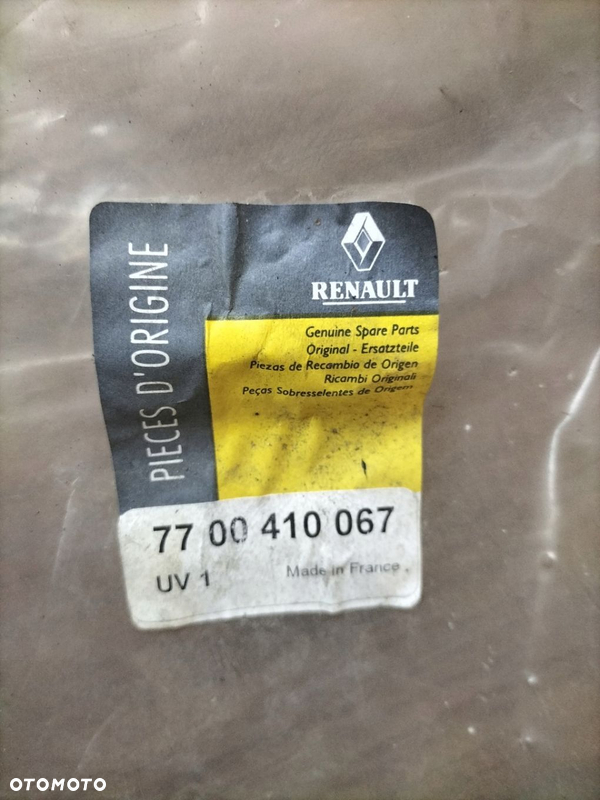 PIECES D'ORIGINE
RENAULT
Genuine Spare Parts
Original - Ersatzteile
Piezas de Recambio de Origen
Ricambi Originali
Peças Sobresselentes de Origem
77 00 410 067
UV 1
Made in France
OTOMOTO